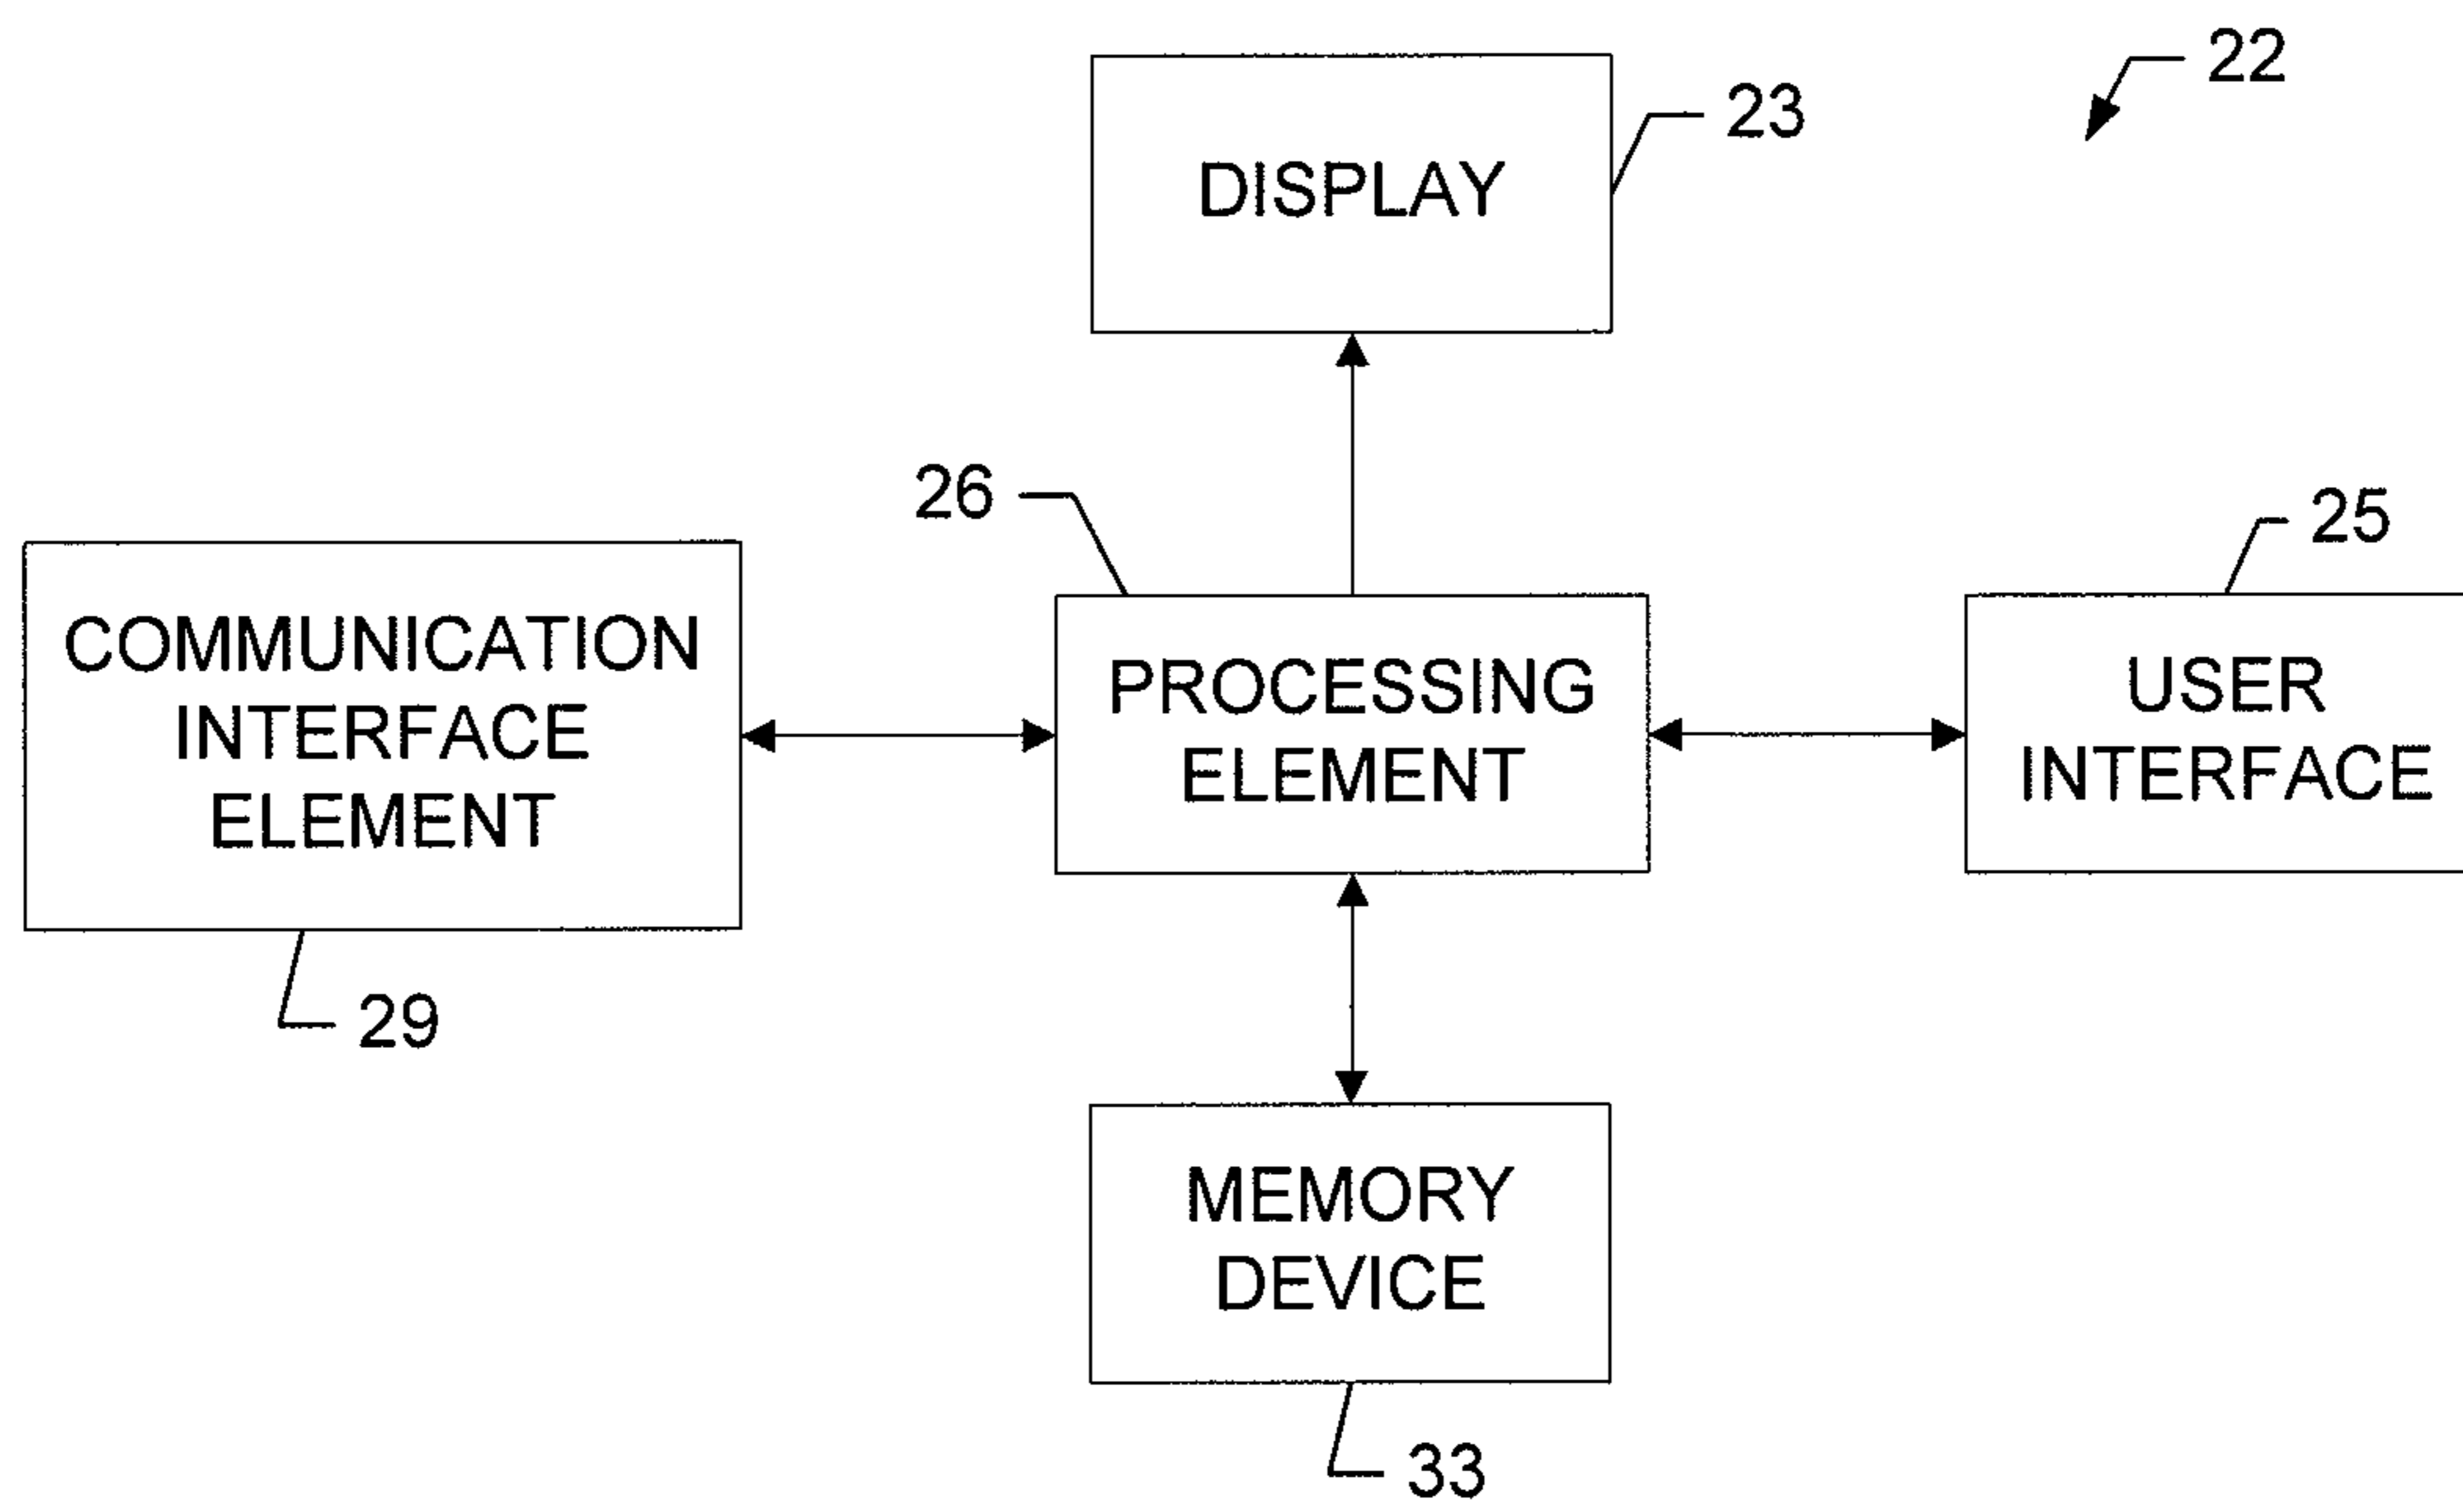 22
DISPLAY
23
26
25
COMMUNICATION
INTERFACE
ELEMENT
PROCESSING
ELEMENT
USER
INTERFACE
29
MEMORY
DEVICE
33